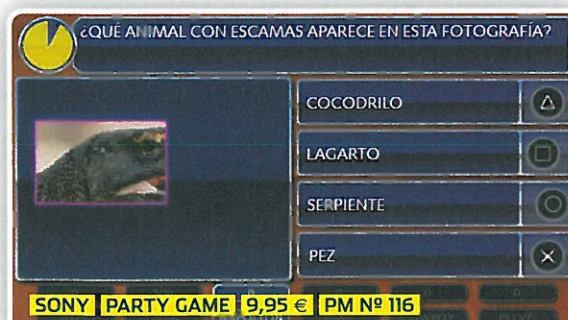 ¿QUÉ ANIMAL CON ESCAMAS APARECE EN ESTA FOTOGRAFÍA?
COCODRILO
LAGARTO
SERPIENTE
PEZ
SONY PARTY GAME 9,95 € PM Nº 116